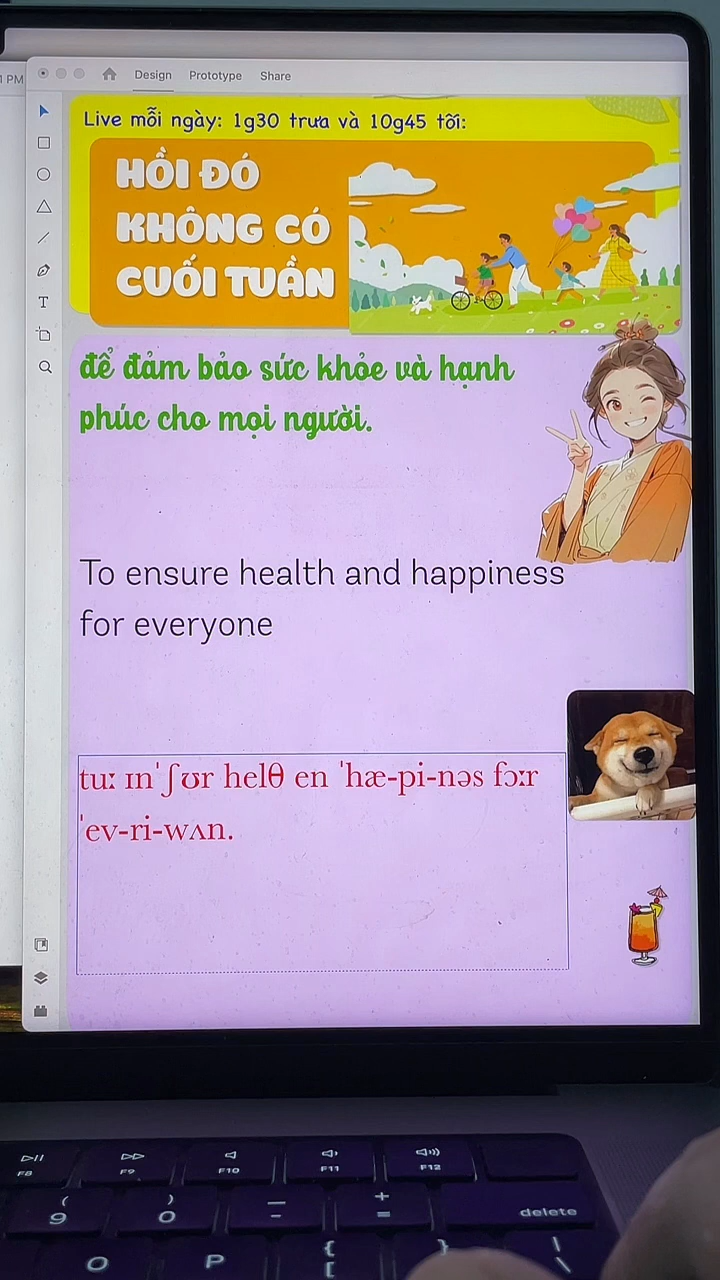 1 PM
Design Prototype Share
Live mỗi ngày: 1g30 trưa và 10g45 tối:
HỒI ĐÓ
KHÔNG CÓ
CUỐI TUẦN
để đảm bảo sức khỏe và hạnh
phúc cho mọi người.
To ensure health and happiness
for everyone
tuː ɪnˈʃʊr helθ en ˈhæ-pi-nəs fɔːr
ˈev-ri-wʌn.
T
F8 F9 F10 F11 F12
( ) — +
9 0 - = delete
{ } |
O P [ \